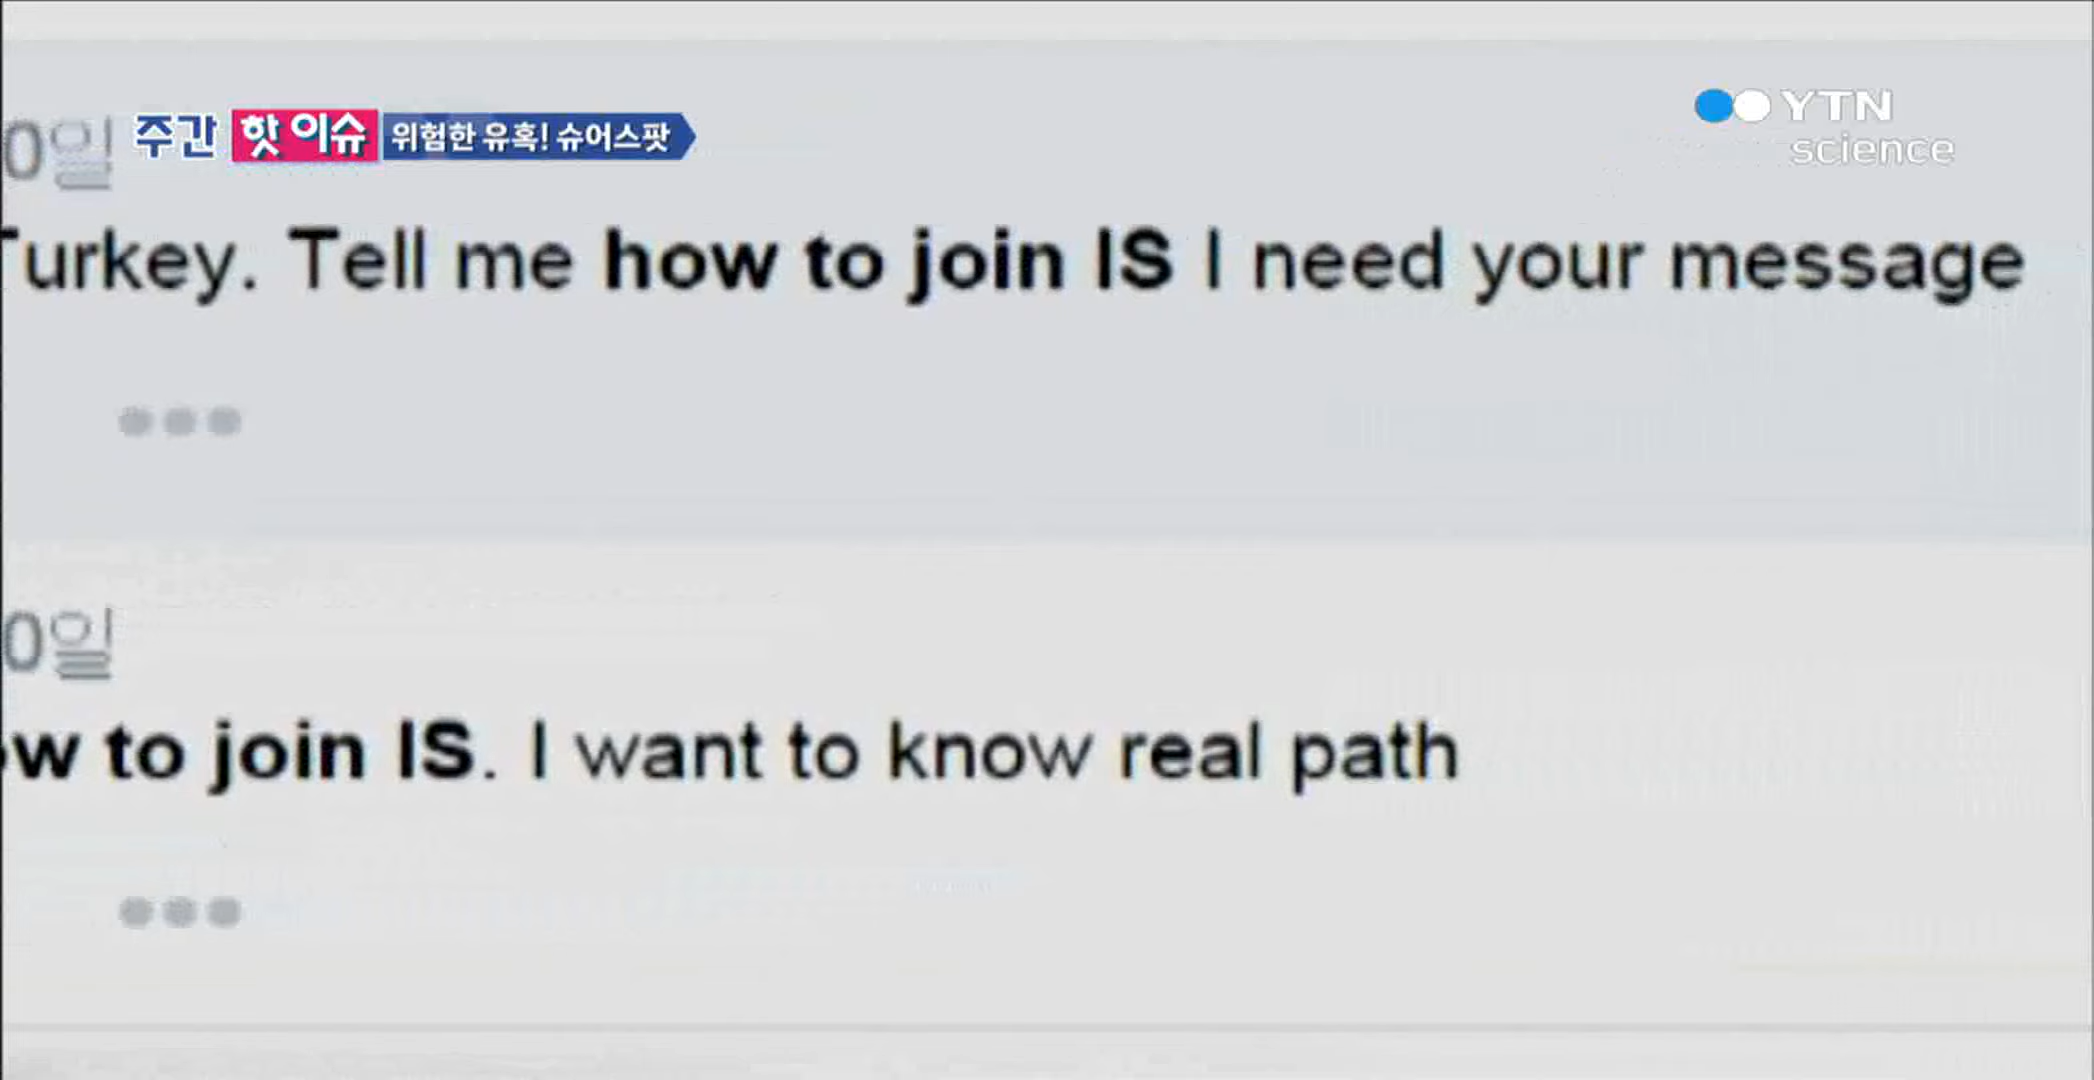 주간 핫 이슈 위험한 유혹! 슈어스팟
YTN
science
0일
Turkey. Tell me how to join IS I need your message
0일
ow to join IS. I want to know real path